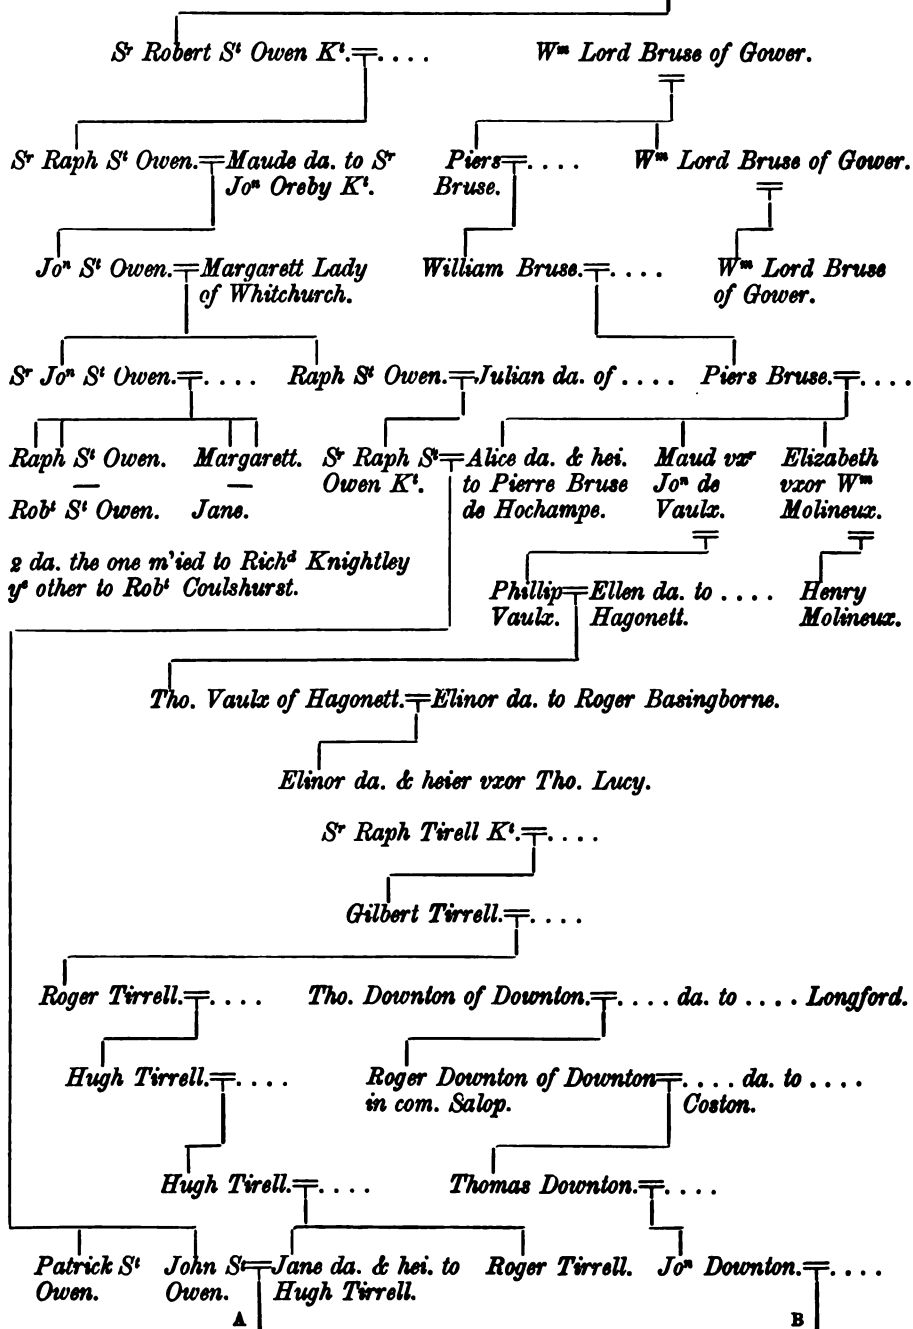 Sr Robert St Owen Kt.=. . . . Wm Lord Bruse of Gower.
=
Sr Raph St Owen.=Maude da. to Sr Piers=. . . . Wm Lord Bruse of Gower.
Jon Oreby Kt. Bruse. =
Jon St Owen.=Margarett Lady William Bruse.=. . . . Wm Lord Bruse
of Whitchurch. of Gower.
Sr Jon St Owen.=. . . . Raph St Owen.=Julian da. of . . . . Piers Bruse.=. . . .
Raph St Owen. Margarett. Sr Raph St=Alice da. & hei. Maud vxr Elizabeth
— — Owen Kt. to Pierre Bruse Jon de vxor Wm
Robt St Owen. Jane. de Hochampe. Vaulx. Molineux.
= =
2 da. the one m'ied to Richd Knightley
ye other to Robt Coulshurst.
Phillip=Ellen da. to . . . . Henry
Vaulx. Hagonett. Molineux.
Tho. Vaulx of Hagonett.=Elinor da. to Roger Basingborne.
Elinor da. & heier vxor Tho. Lucy.
Sr Raph Tirell Kt.=. . . .
Gilbert Tirrell.=. . . .
Roger Tirrell.=. . . . Tho. Downton of Downton.=. . . . da. to . . . . Longford.
Hugh Tirrell.=. . . . Roger Downton of Downton=. . . . da. to . . . .
in com. Salop. Coston.
Hugh Tirell.=. . . . Thomas Downton.=. . . .
Patrick St John St=Jane da. & hei. to Roger Tirrell. Jon Downton.=. . . .
Owen. Owen. Hugh Tirrell.
A B